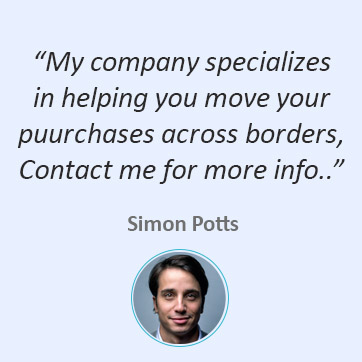 “My company specializes
in helping you move your
puurchases across borders,
Contact me for more info..”
Simon Potts